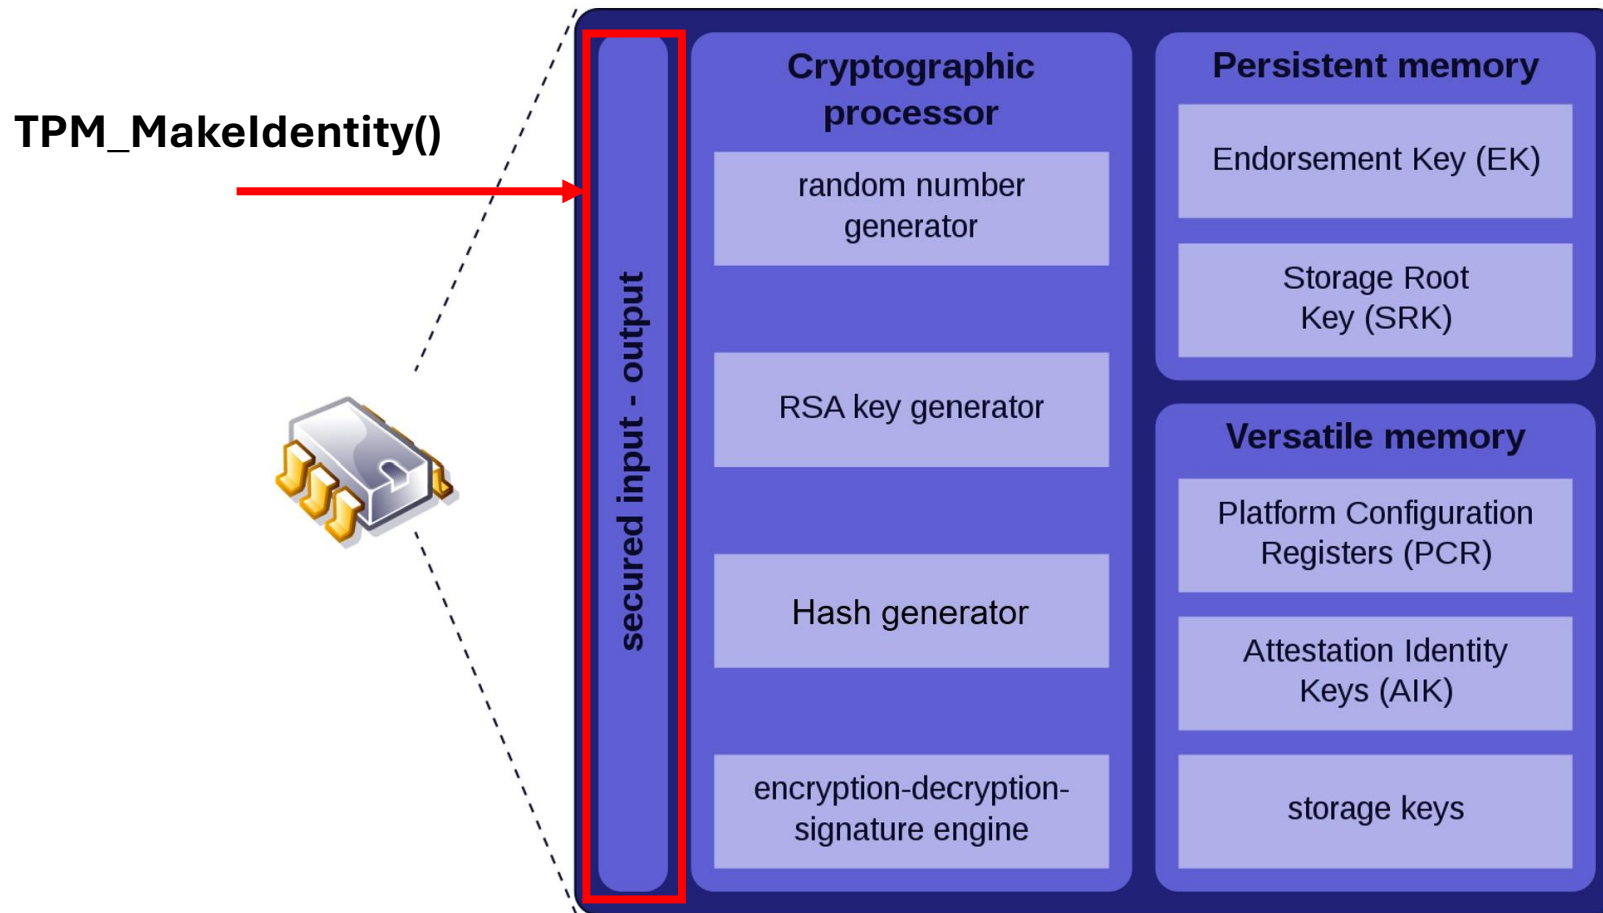 TPM_MakeIdentity()
secured input - output
Cryptographic
processor
random number
generator
RSA key generator
Hash generator
encryption-decryption-
signature engine
Persistent memory
Endorsement Key (EK)
Storage Root
Key (SRK)
Versatile memory
Platform Configuration
Registers (PCR)
Attestation Identity
Keys (AIK)
storage keys